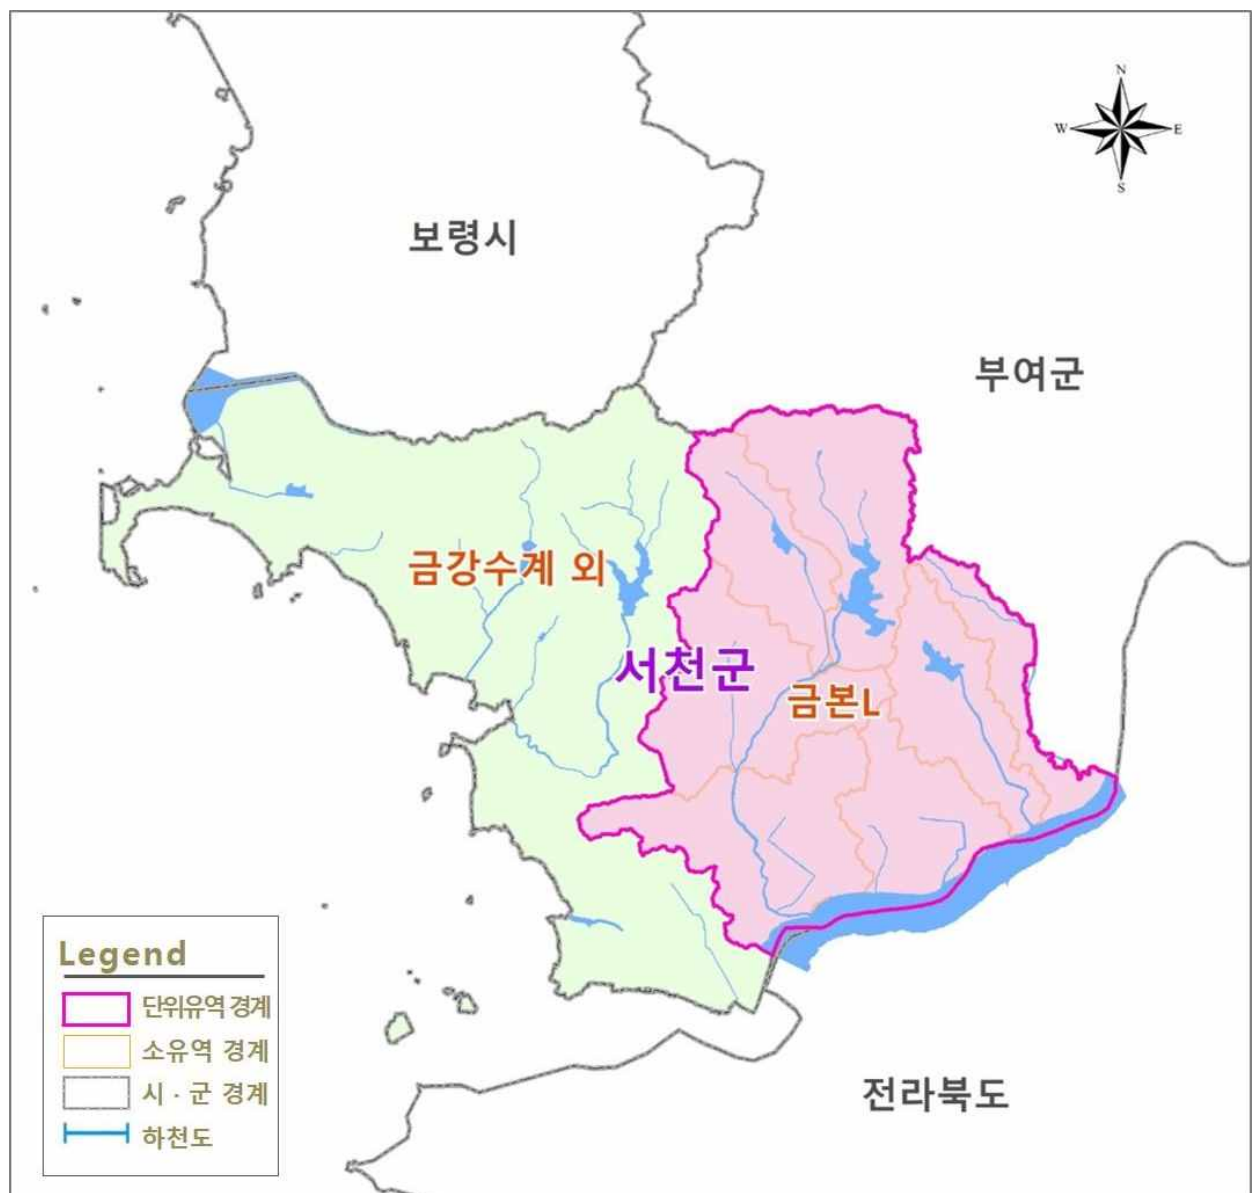 N
W
E
S
보령시
부여군
금강수계 외
서천군
금본L
Legend
단위유역 경계
소유역 경계
시 · 군 경계
하천도
전라북도